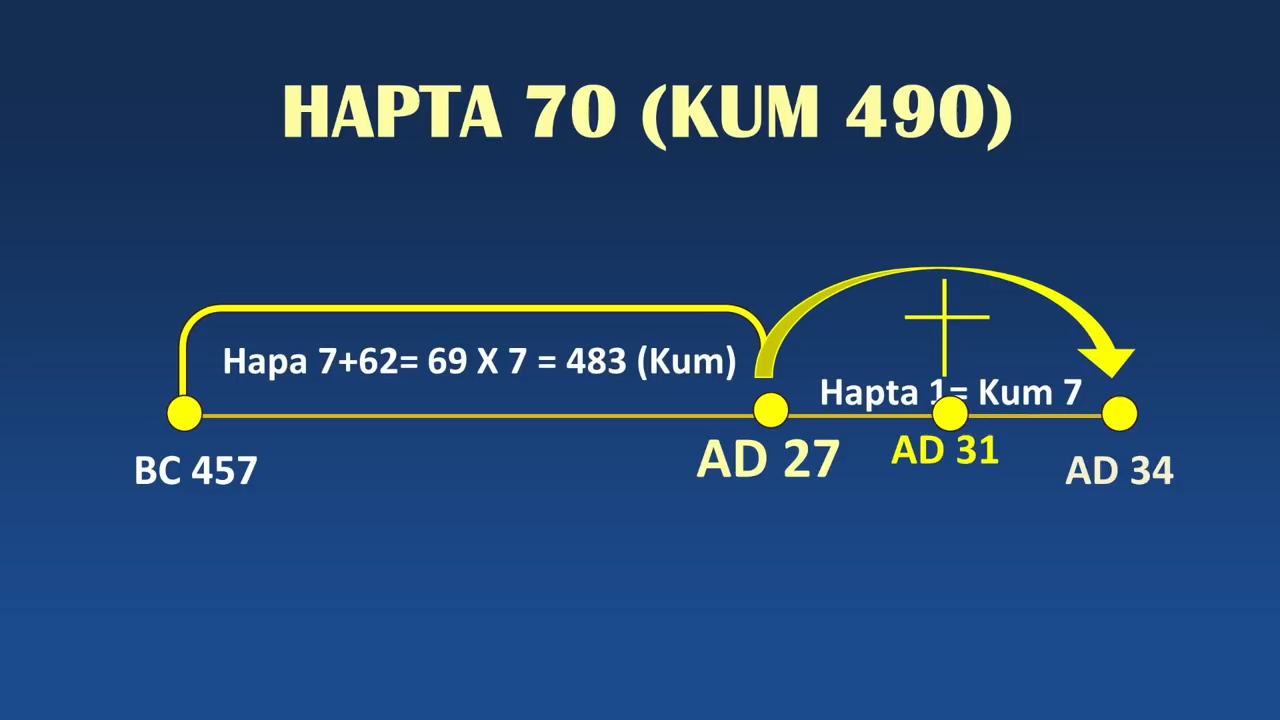 HAPTA 70 (KUM 490)
Hapa 7+62= 69 X 7 = 483 (Kum)
Hapta 1= Kum 7
BC 457
AD 27
AD 31
AD 34